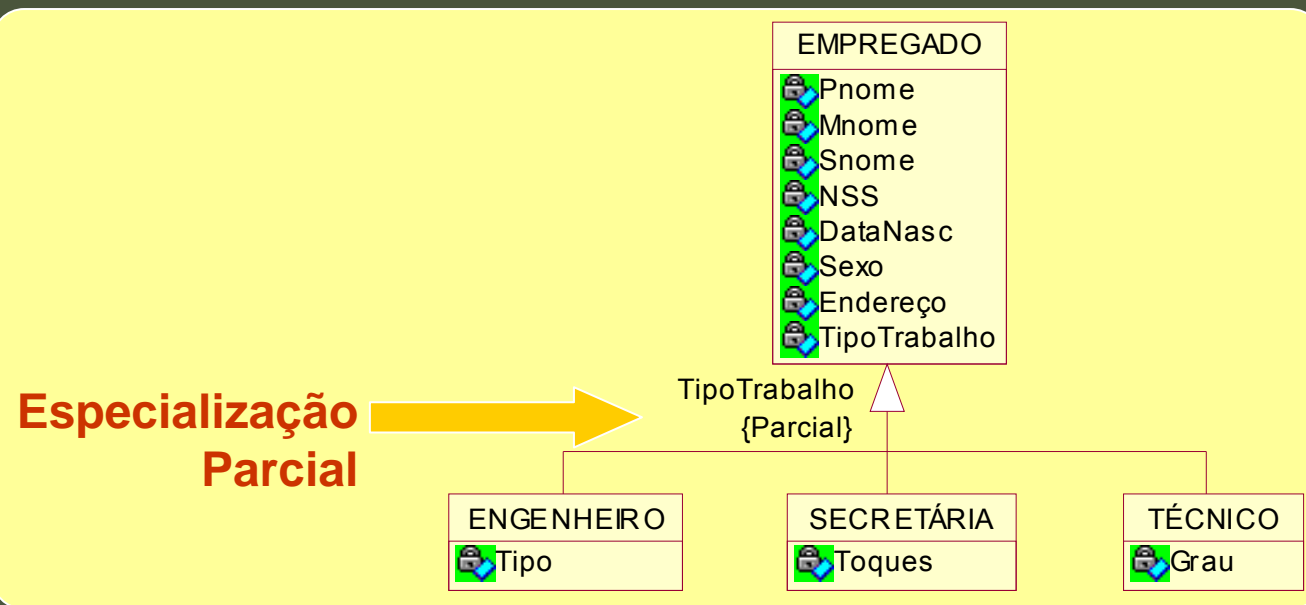 EMPREGADO
Pnome
Mnome
Snome
NSS
DataNasc
Sexo
Endereço
TipoTrabalho
TipoTrabalho
{Parcial}
Especialização
Parcial
ENGENHEIRO
Tipo
SECRETÁRIA
Toques
TÉCNICO
Grau